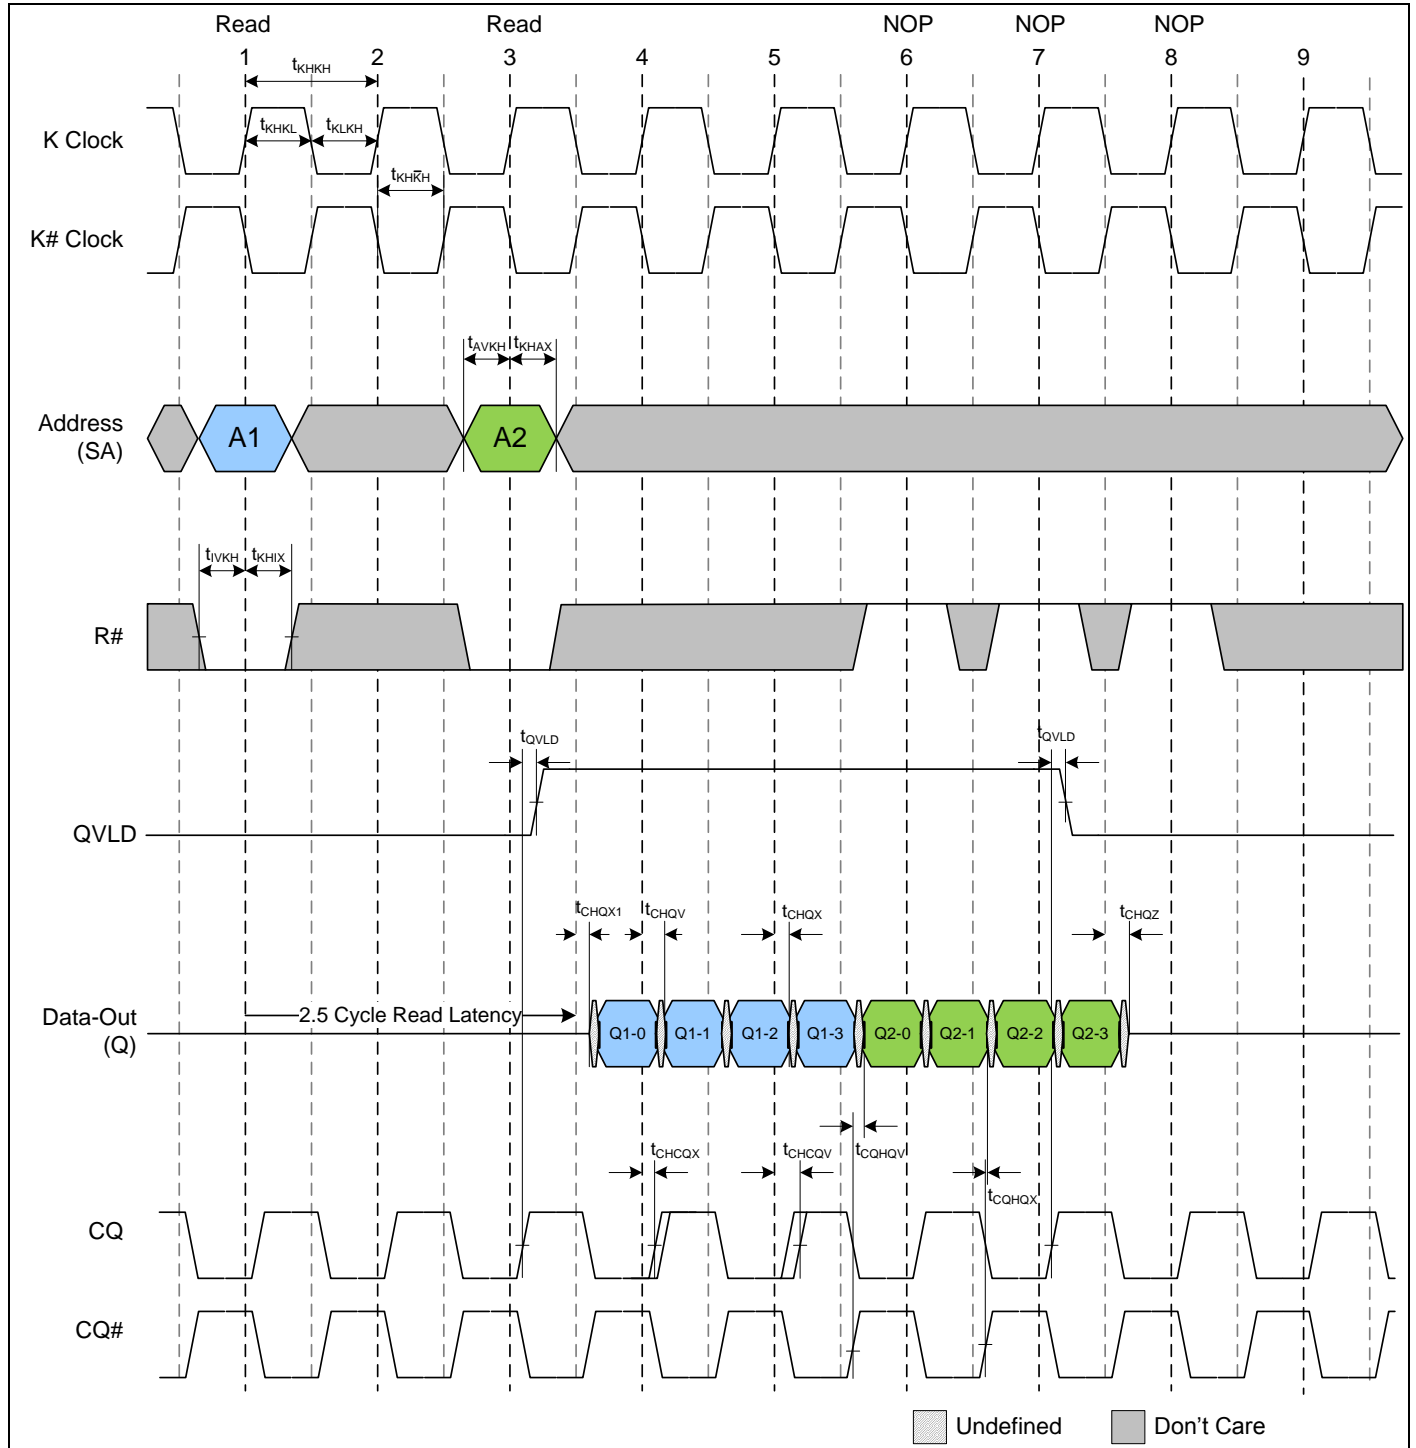 Read Read NOP NOP NOP
1 2 3 4 5 6 7 8 9
tKHKH
K Clock
tKHKL tKLKH
tKHK̅H
K# Clock
tAVKH tKHAX
Address
(SA)
A1 A2
tIVKH tKHIX
R#
tQVLD tQVLD
QVLD
tCHQX1 tCHQV tCHQX tCHQZ
Data-Out
(Q)
2.5 Cycle Read Latency
Q1-0 Q1-1 Q1-2 Q1-3 Q2-0 Q2-1 Q2-2 Q2-3
tCHCQX tCHCQV tCQHQV
tCQHQX
CQ
CQ#
Undefined Don't Care